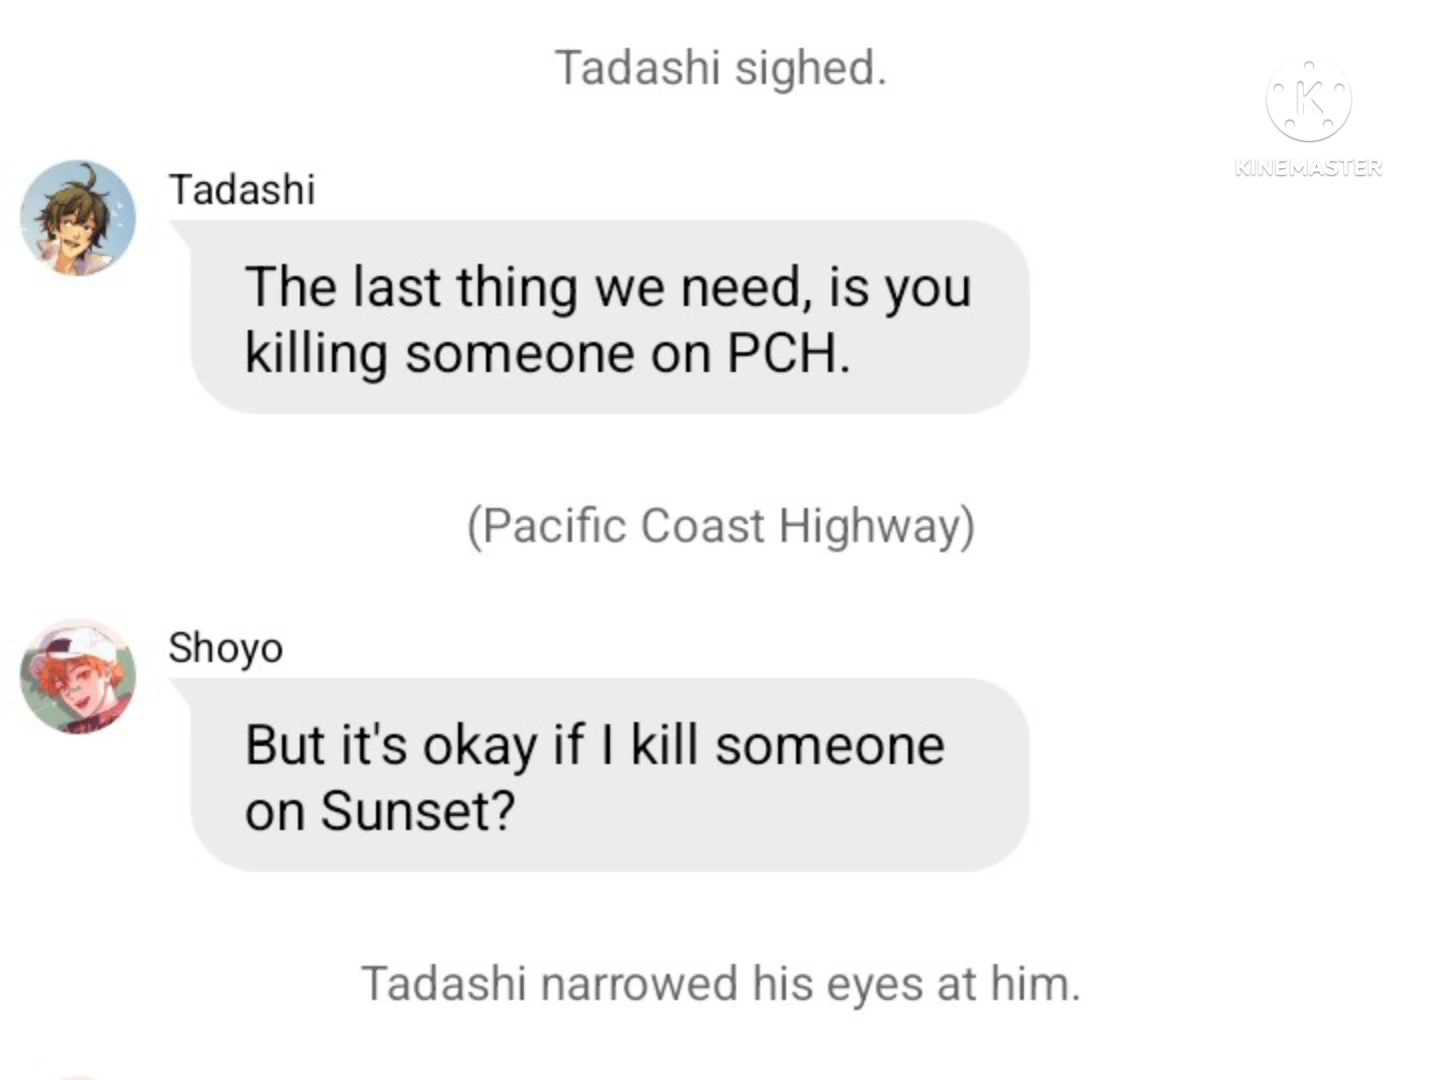 Tadashi sighed.
K
KINEMASTER
Tadashi
The last thing we need, is you
killing someone on PCH.
(Pacific Coast Highway)
Shoyo
But it's okay if I kill someone
on Sunset?
Tadashi narrowed his eyes at him.